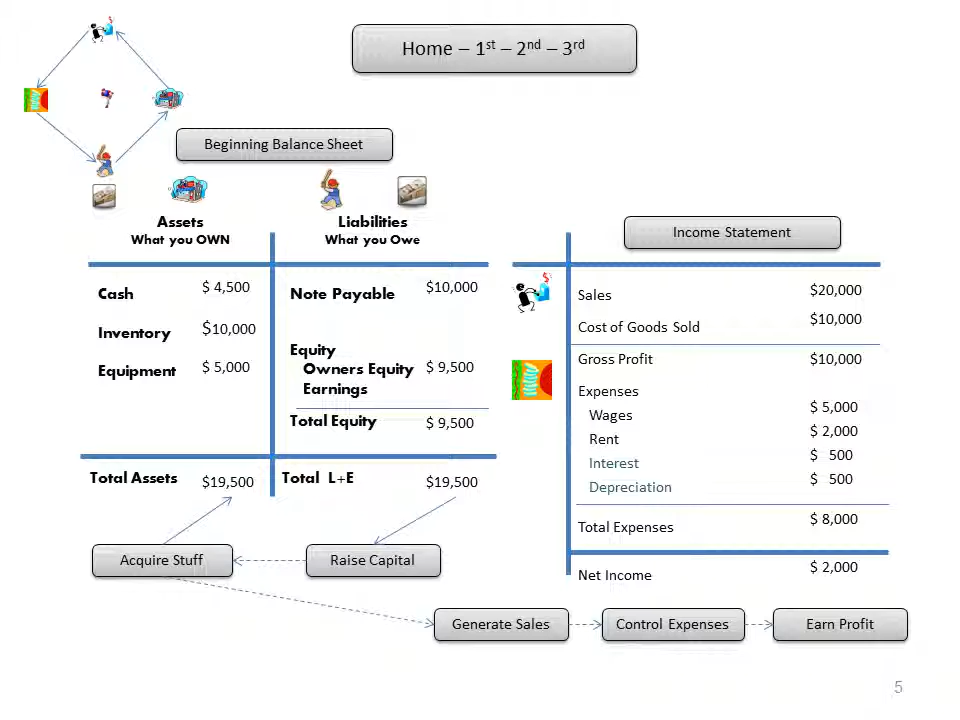 Home – 1st – 2nd – 3rd
Beginning Balance Sheet
Assets
What you OWN
Liabilities
What you Owe
Cash $ 4,500
Inventory $10,000
Equipment $ 5,000
Note Payable $10,000
Equity
Owners Equity $ 9,500
Earnings
Total Equity $ 9,500
Total Assets $19,500
Total L+E $19,500
Income Statement
Sales $20,000
Cost of Goods Sold $10,000
Gross Profit $10,000
Expenses
Wages $ 5,000
Rent $ 2,000
Interest $ 500
Depreciation $ 500
Total Expenses $ 8,000
Net Income $ 2,000
Acquire Stuff
Raise Capital
Generate Sales
Control Expenses
Earn Profit
5